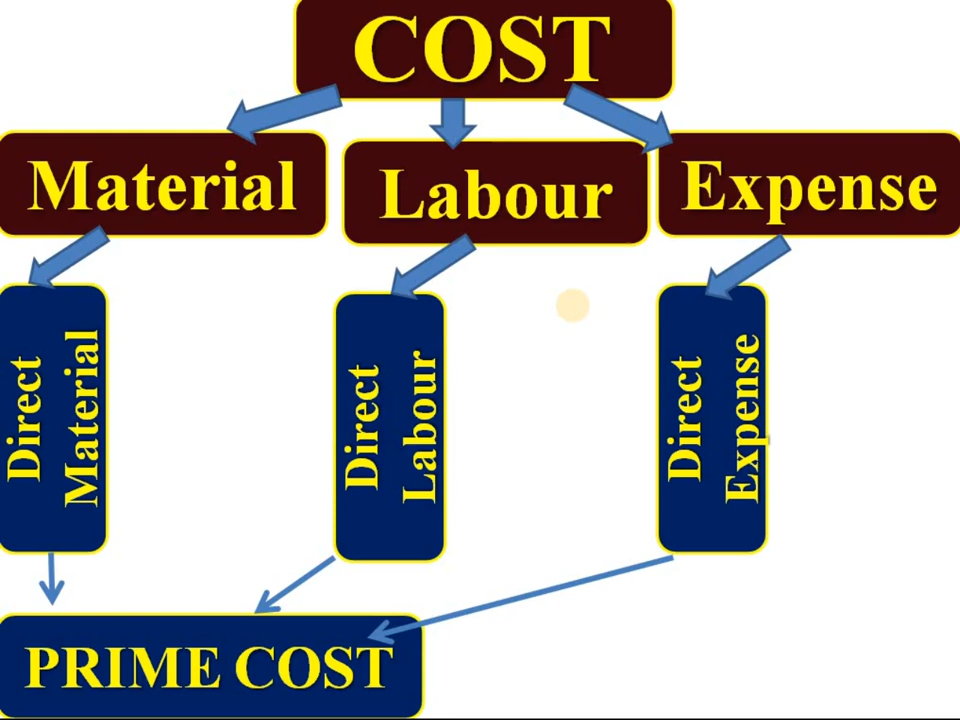 COST
Material
Labour
Expense
Direct
Material
Direct
Labour
Direct
Expense
PRIME COST